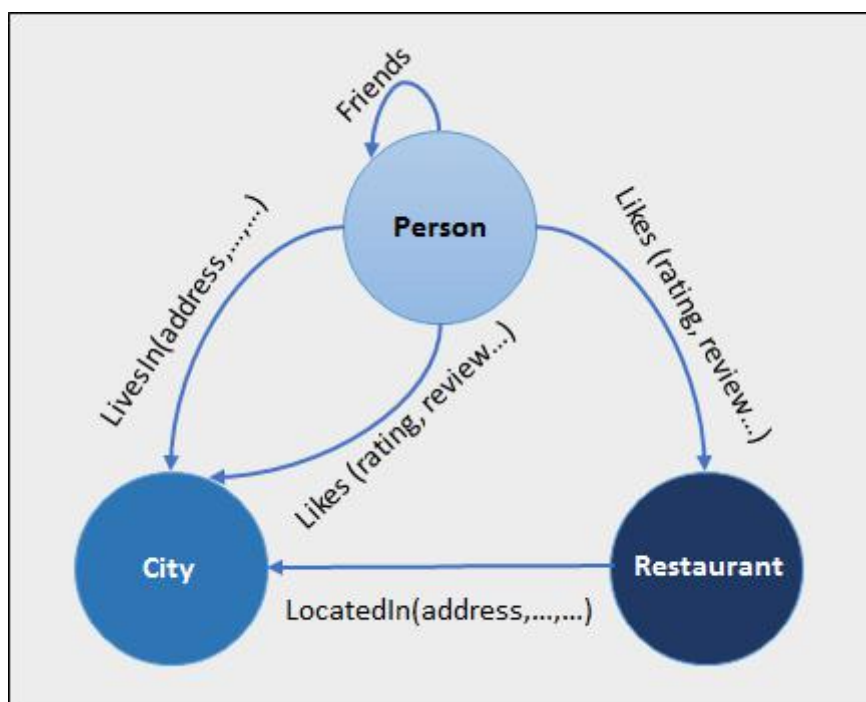 Friends
Person
LivesIn(address,...,...)
Likes (rating, review...)
Likes (rating, review...)
City
Restaurant
LocatedIn(address,...,...)